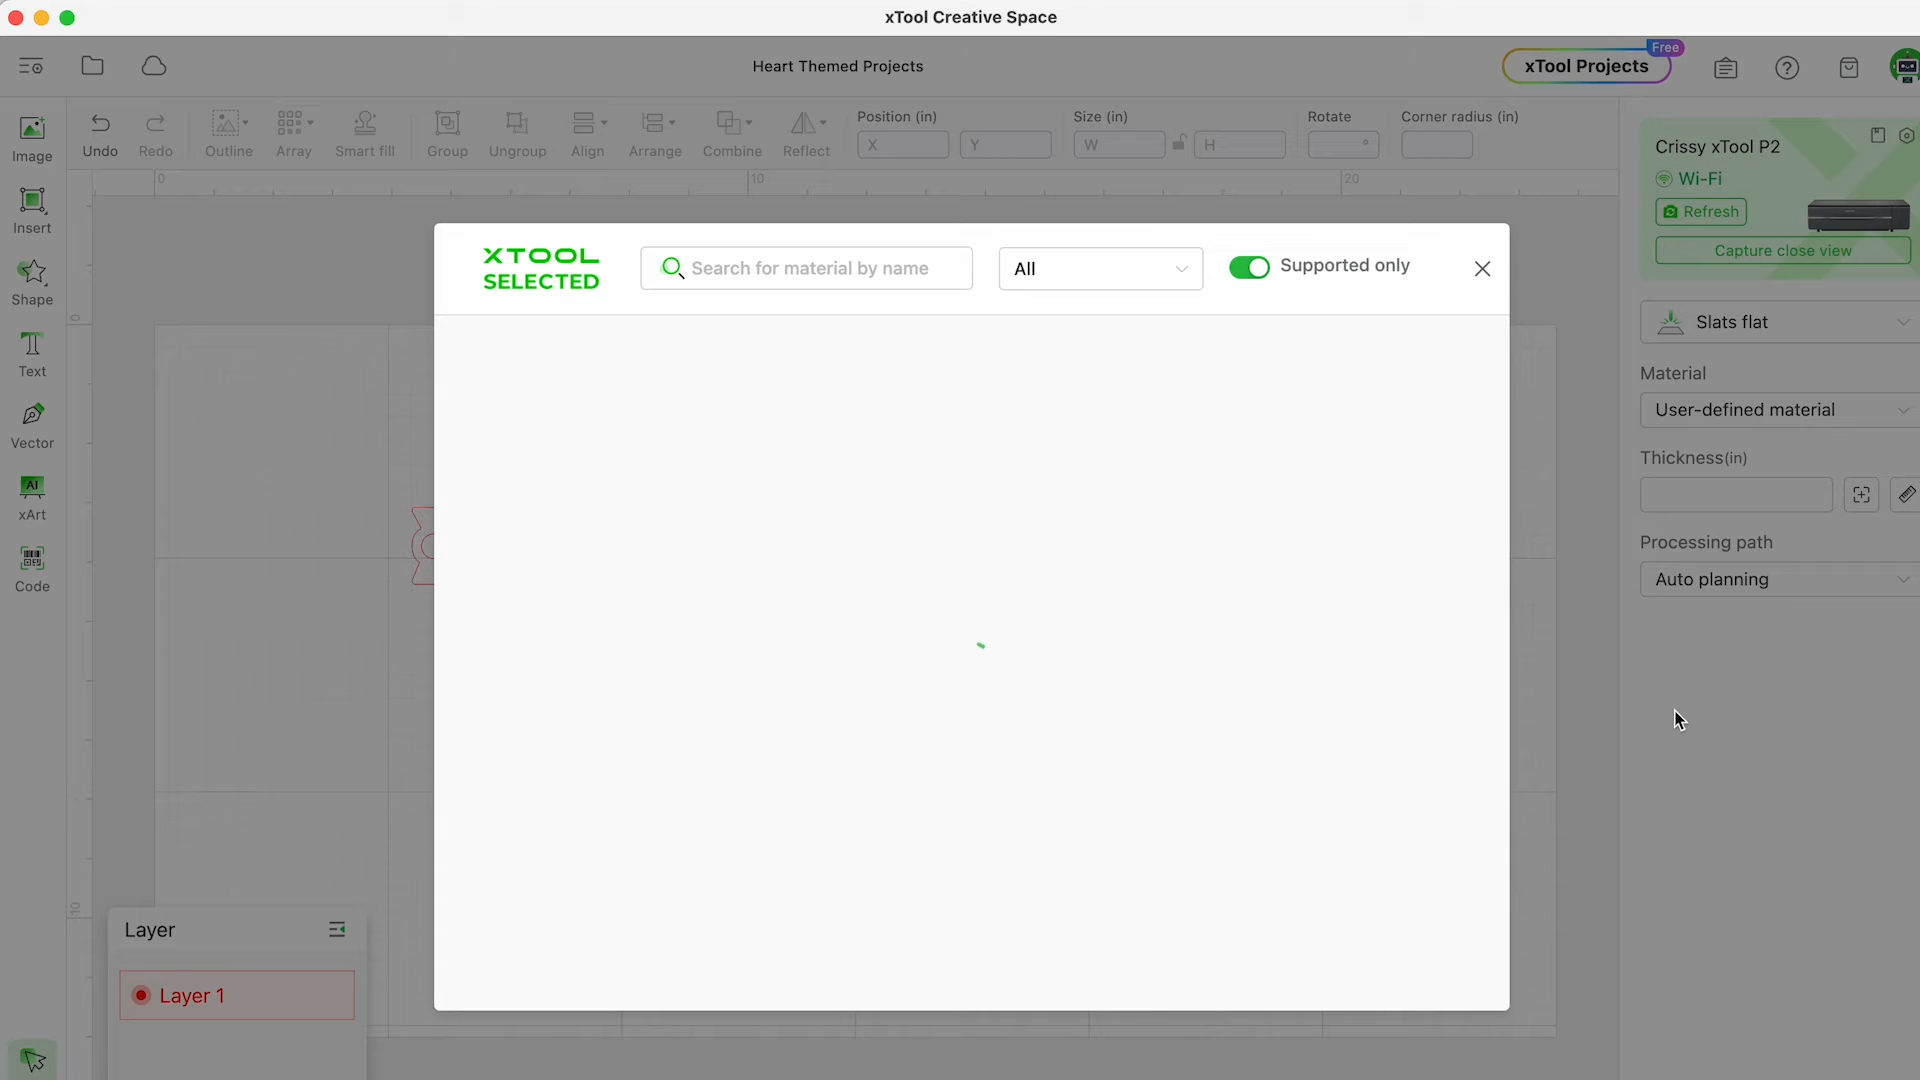 xTool Creative Space
Heart Themed Projects
xTool Projects
Free
Image
Insert
Shape
Text
Vector
AI
xArt
Code
Undo
Redo
Outline
Array
Smart fill
Group
Ungroup
Align
Arrange
Combine
Reflect
Position (in)
X
Y
Size (in)
W
H
Rotate
°
Corner radius (in)
0
10
20
0
10
XTOOL
SELECTED
Search for material by name
All
Supported only
Crissy xTool P2
Wi-Fi
Refresh
Capture close view
Slats flat
Material
User-defined material
Thickness(in)
Processing path
Auto planning
Layer
Layer 1